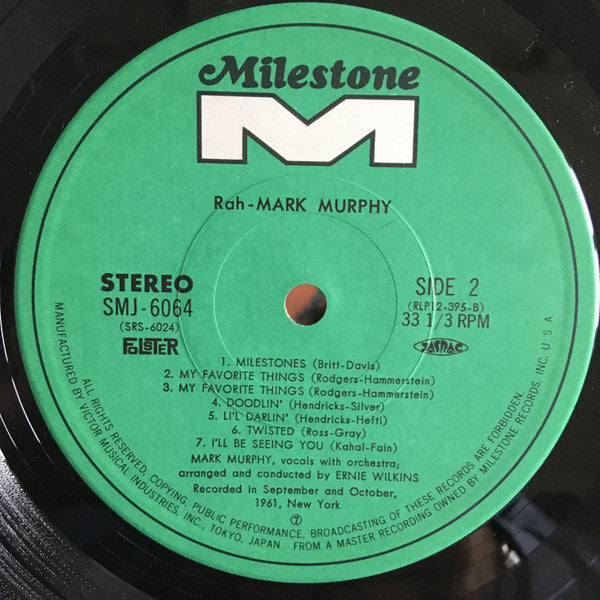 Milestone
M
Rah-MARK MURPHY
STEREO
SMJ-6064
(SRS-6024)
FOLSTER
SIDE 2
(RLP12-395-B)
33 1/3 RPM
JASRAC
1. MILESTONES (Britt-Davis)
2. MY FAVORITE THINGS (Rodgers-Hammerstein)
3. MY FAVORITE THINGS (Rodgers-Hammerstein)
4. DOODLIN' (Hendricks-Silver)
5. LI'L DARLIN' (Hendricks-Hefti)
6. TWISTED (Ross-Gray)
7. I'LL BE SEEING YOU (Kahal-Fain)
MARK MURPHY, vocals with orchestra;
arranged and conducted by ERNIE WILKINS
Recorded in September and October,
1961, New York
7
MANUFACTURED BY VICTOR MUSICAL INDUSTRIES, INC., TOKYO, JAPAN. FROM A MASTER RECORDING OWNED BY MILESTONE RECORDS, INC, U S A.
ALL RIGHTS RESERVED, COPYING, PUBLIC PERFORMANCE, BROADCASTING OF THESE RECORDS ARE FORBIDDEN